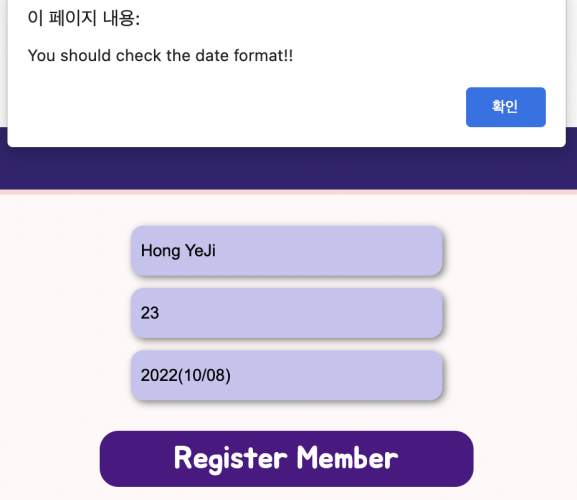 이 페이지 내용:
You should check the date format!!
확인
Hong YeJi
23
2022(10/08)
Register Member